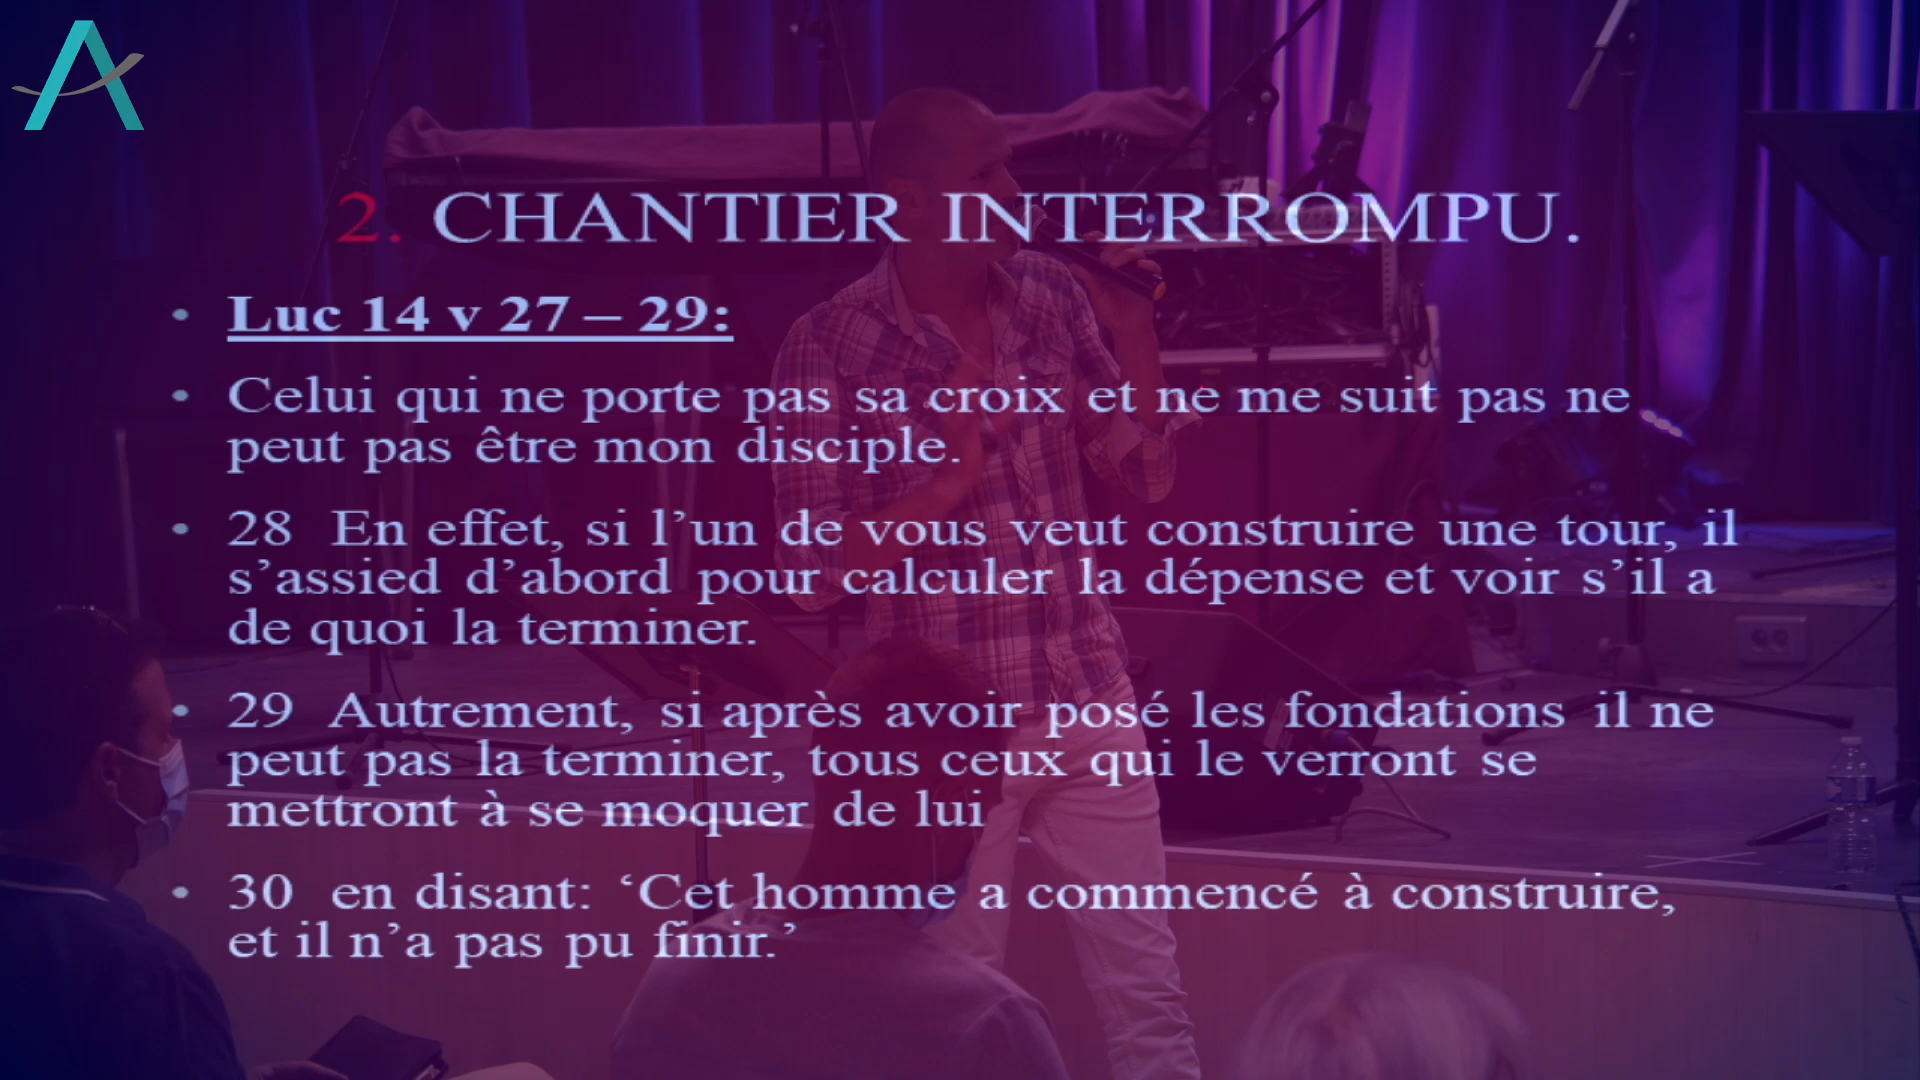 2. CHANTIER INTERROMPU.
• Luc 14 v 27 – 29:
• Celui qui ne porte pas sa croix et ne me suit pas ne
peut pas être mon disciple.
• 28 En effet, si l’un de vous veut construire une tour, il
s’assied d’abord pour calculer la dépense et voir s’il a
de quoi la terminer.
• 29 Autrement, si après avoir posé les fondations il ne
peut pas la terminer, tous ceux qui le verront se
mettront à se moquer de lui
• 30 en disant: ‘Cet homme a commencé à construire,
et il n’a pas pu finir.’